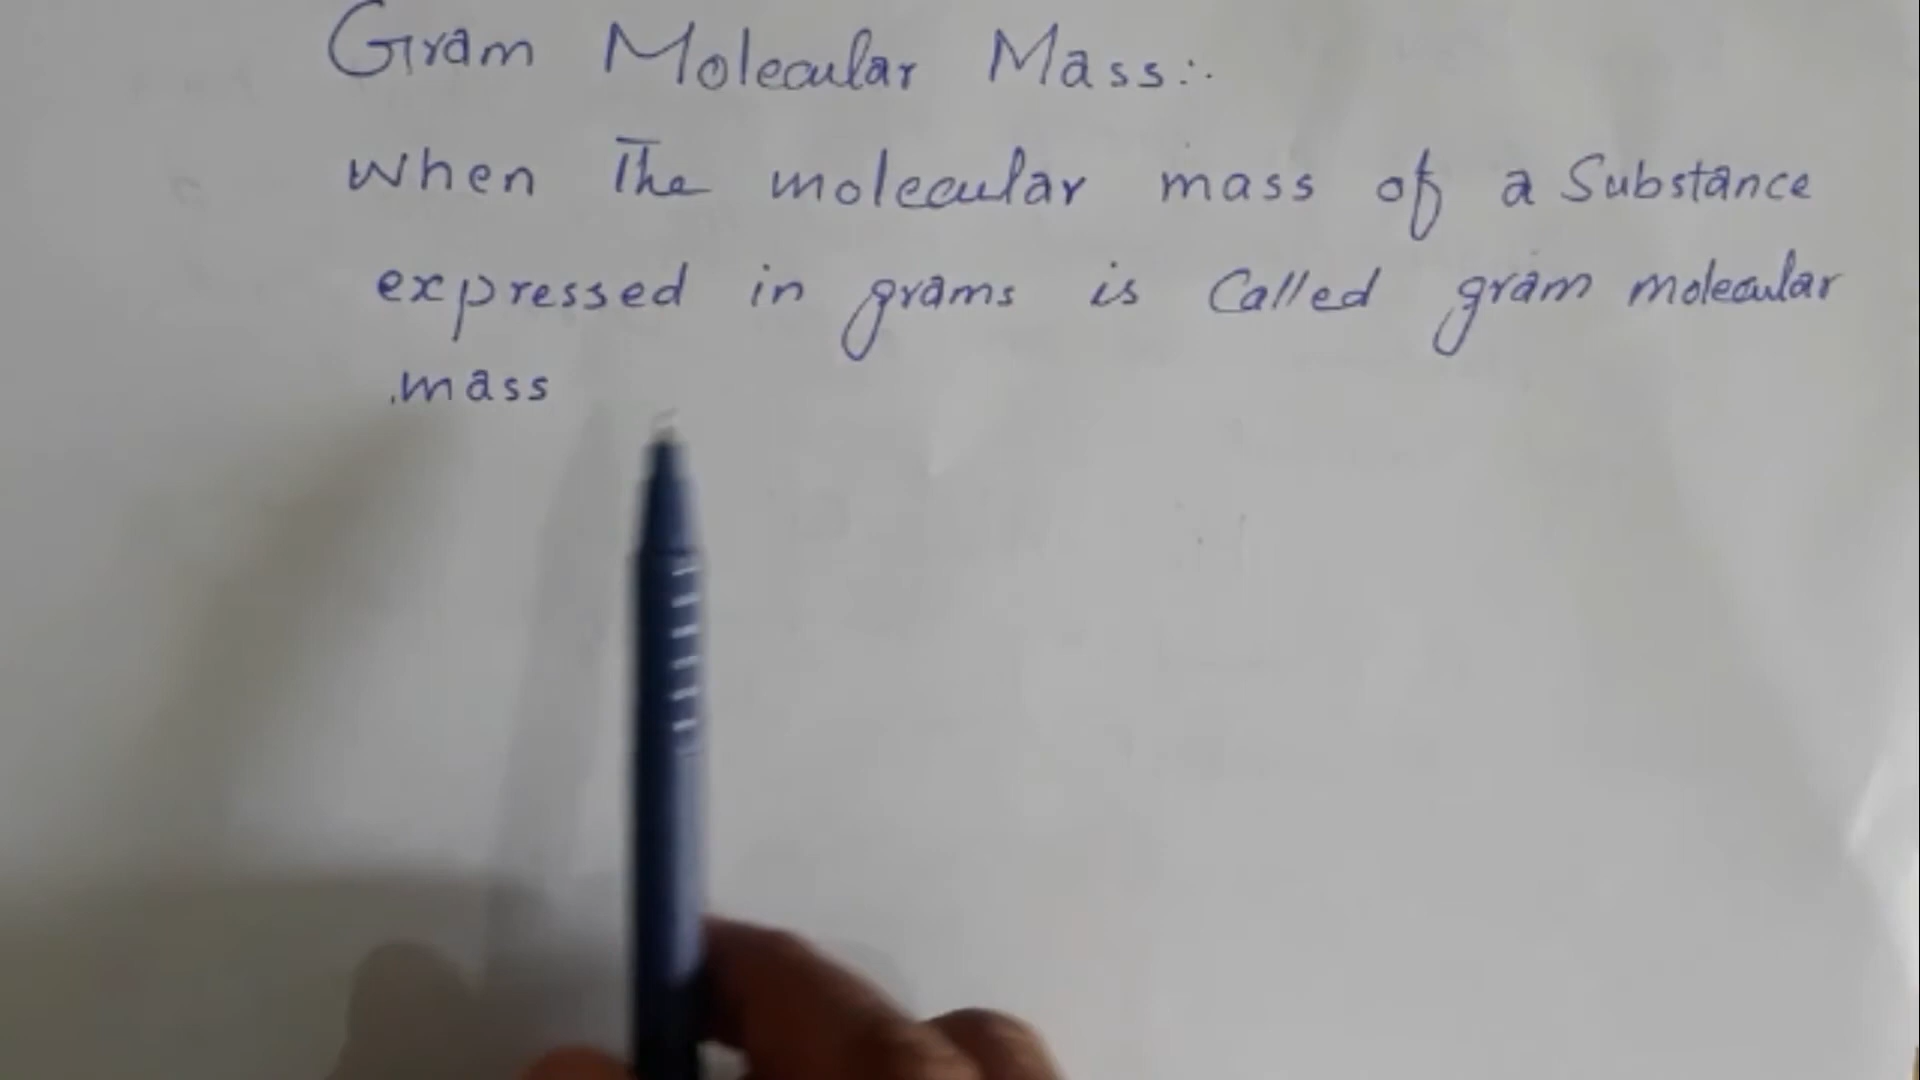 Gram Molecular Mass:-
When The molecular mass of a Substance
expressed in grams is Called gram molecular
mass